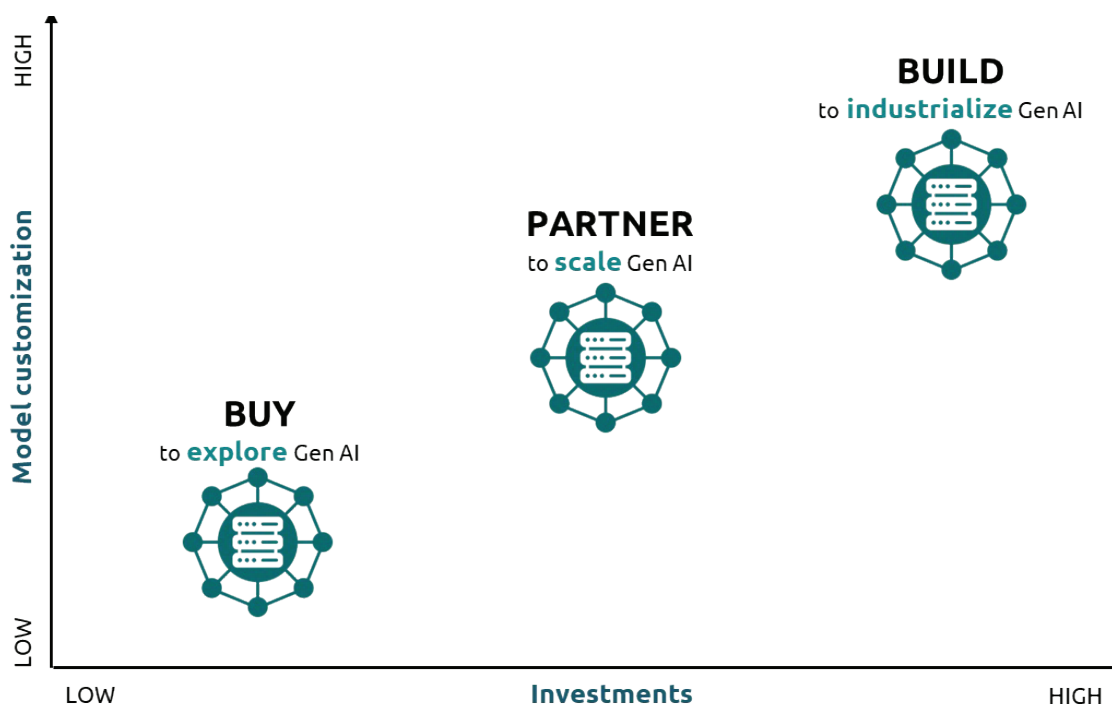 HIGH
BUILD
to industrialize Gen AI
PARTNER
to scale Gen AI
Model customization
BUY
to explore Gen AI
LOW
LOW
Investments
HIGH